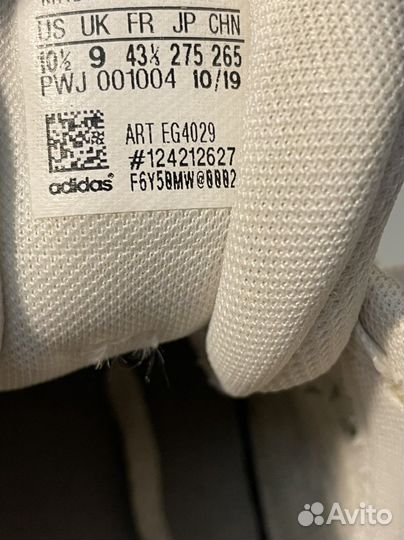 US UK FR JP CHN
10½ 9 43⅓ 275 265
PWJ 001004 10/19
ART EG4029
#124212627
adidas F6Y50MW@0002
Avito